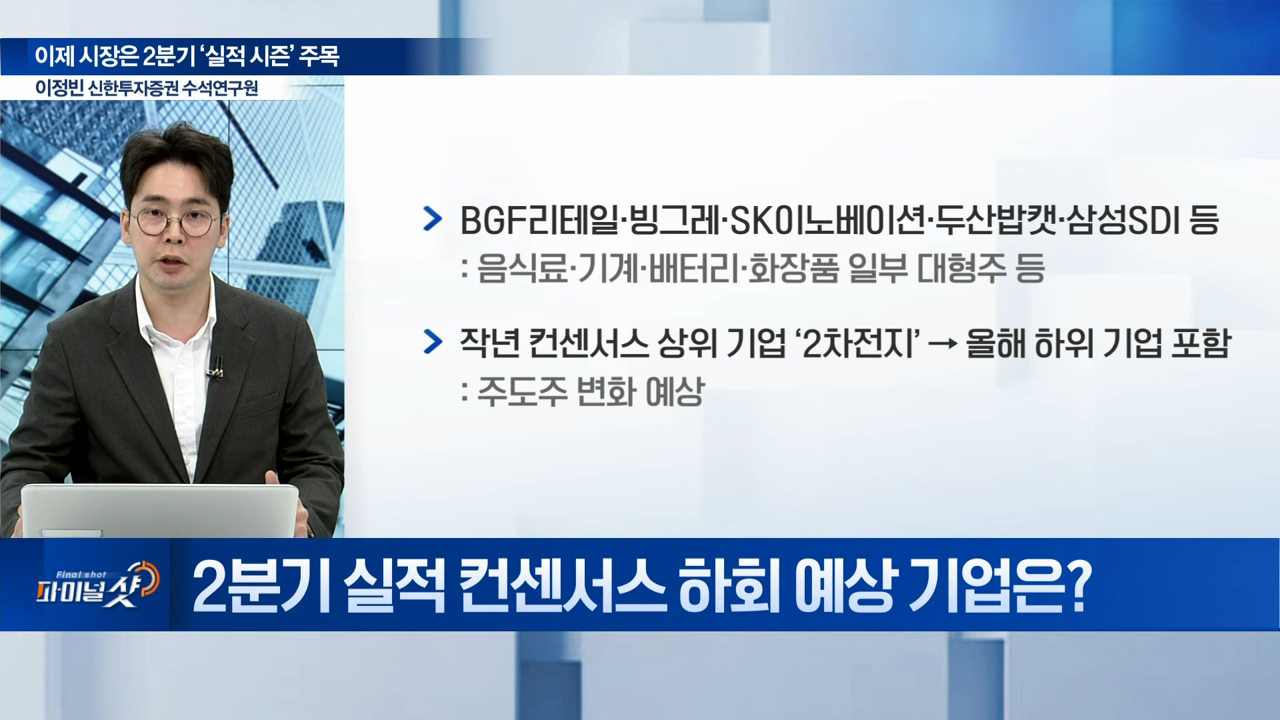 이제 시장은 2분기 ‘실적 시즌’ 주목
이정빈 신한투자증권 수석연구원
BGF리테일·빙그레·SK이노베이션·두산밥캣·삼성SDI 등
: 음식료·기계·배터리·화장품 일부 대형주 등
작년 컨센서스 상위 기업 ‘2차전지’ → 올해 하위 기업 포함
: 주도주 변화 예상
Final shot
파이널샷
2분기 실적 컨센서스 하회 예상 기업은?